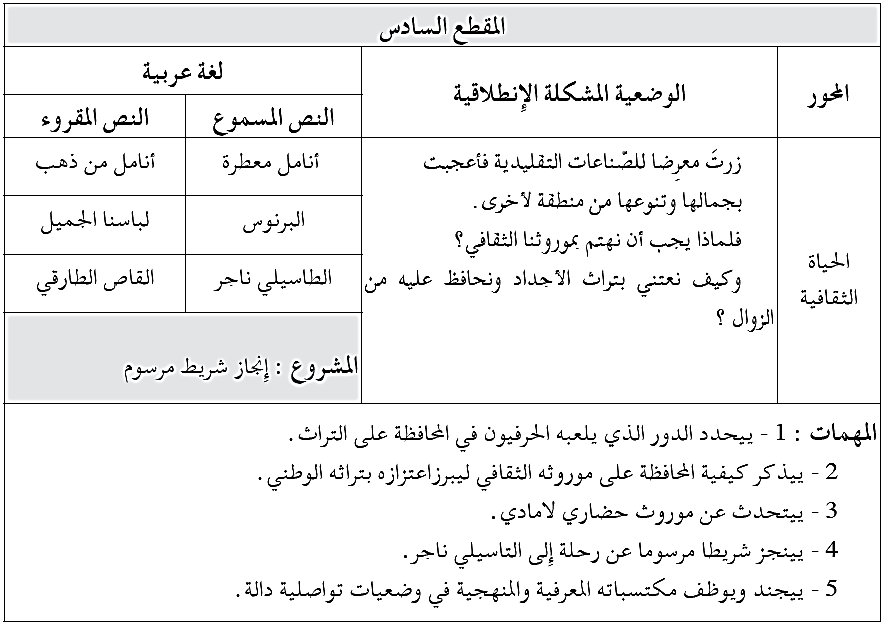 المقطع السادس
المحور
الوضعية المشكلة الإنطلاقية
لغة عربية
النص المسموع
النص المقروء
الحياة
الثقافية
زرتَ معرِضا للصّناعات التقليدية فأعجبت
بجمالها وتنوعها من منطقة لأخرى.
فلماذا يجب أن نهتم بموروثنا الثقافي؟
وكيف نعتني بتراث الأجداد ونحافظ عليه من
الزوال ؟
أنامل معطرة
أنامل من ذهب
البرنوس
لباسنا الجميل
الطاسيلي ناجر
القاص الطارقي
المشروع : إنجاز شريط مرسوم
المهمات : 1 - ييحدد الدور الذي يلعبه الحرفيون في المحافظة على التراث.
2 - ييذكر كيفية المحافظة على موروثه الثقافي ليبرزاعتزازه بتراثه الوطني.
3 - ييتحدث عن موروث حضاري لامادي.
4 - يينجز شريطا مرسوما عن رحلة إلى التاسيلي ناجر.
5 - ييجند ويوظف مكتسباته المعرفية والمنهجية في وضعيات تواصلية دالة.